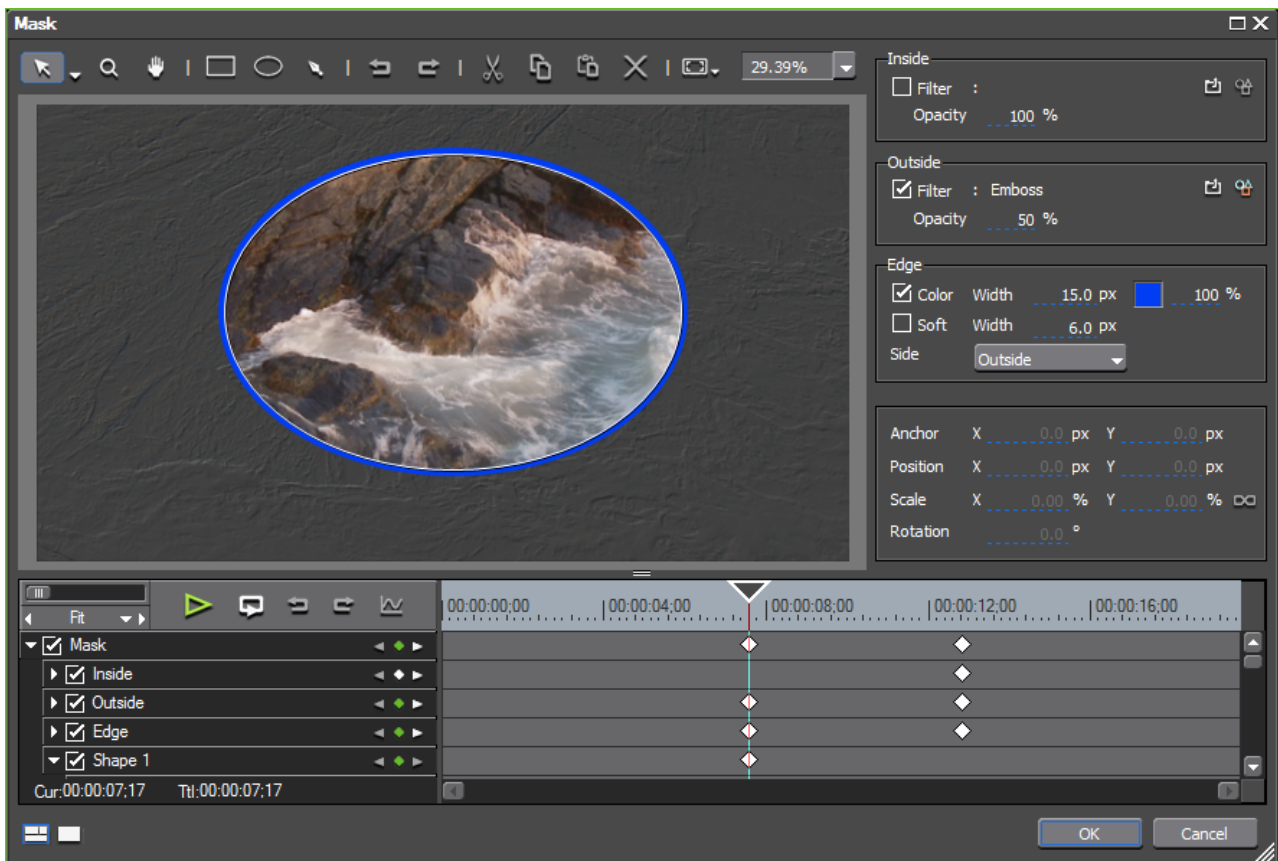 Mask
29.39%
Inside
Filter :
Opacity 100 %
Outside
Filter : Emboss
Opacity 50 %
Edge
Color Width 15.0 px 100 %
Soft Width 6.0 px
Side Outside
Anchor X 0.0 px Y 0.0 px
Position X 0.0 px Y 0.0 px
Scale X 0.00 % Y 0.00 %
Rotation 0.0 °
Fit
00:00:00;00 00:00:04;00 00:00:08;00 00:00:12;00 00:00:16;00
Mask
Inside
Outside
Edge
Shape 1
Cur:00:00:07;17 Ttl:00:00:07;17
OK Cancel